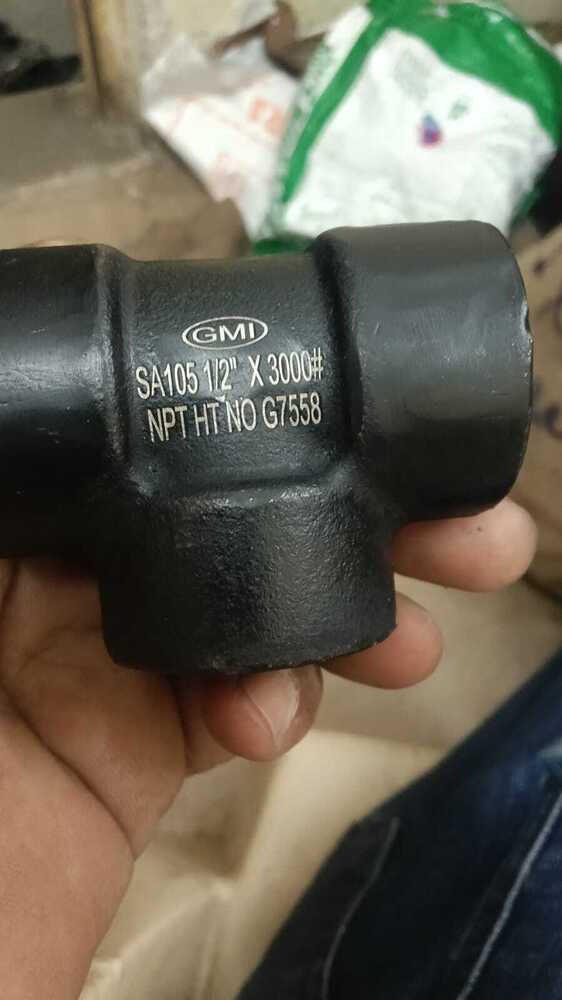 GMI
SA105 1/2" X 3000#
NPT HT NO G7558